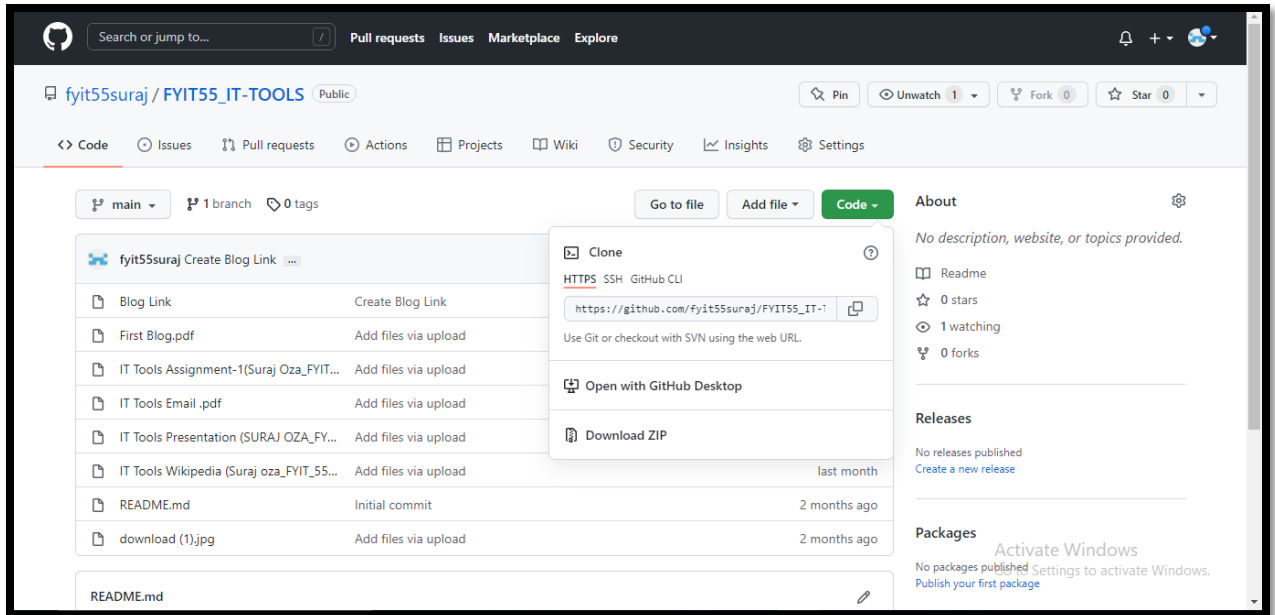 Search or jump to... /
Pull requests Issues Marketplace Explore
fyit55suraj / FYIT55_IT-TOOLS Public
Pin Unwatch 1 Fork 0 Star 0
Code Issues Pull requests Actions Projects Wiki Security Insights Settings
main 1 branch 0 tags
Go to file Add file Code
fyit55suraj Create Blog Link ...
Blog Link Create Blog Link
First Blog.pdf Add files via upload
IT Tools Assignment-1(Suraj Oza_FYIT... Add files via upload
IT Tools Email .pdf Add files via upload
IT Tools Presentation (SURAJ OZA_FY... Add files via upload
IT Tools Wikipedia (Suraj oza_FYIT_55... Add files via upload last month
README.md Initial commit 2 months ago
download (1).jpg Add files via upload 2 months ago
README.md
Clone
HTTPS SSH GitHub CLI
https://github.com/fyit55suraj/FYIT55_IT-T
Use Git or checkout with SVN using the web URL.
Open with GitHub Desktop
Download ZIP
About
No description, website, or topics provided.
Readme
0 stars
1 watching
0 forks
Releases
No releases published
Create a new release
Packages
No packages published
Publish your first package
Activate Windows
Go to Settings to activate Windows.